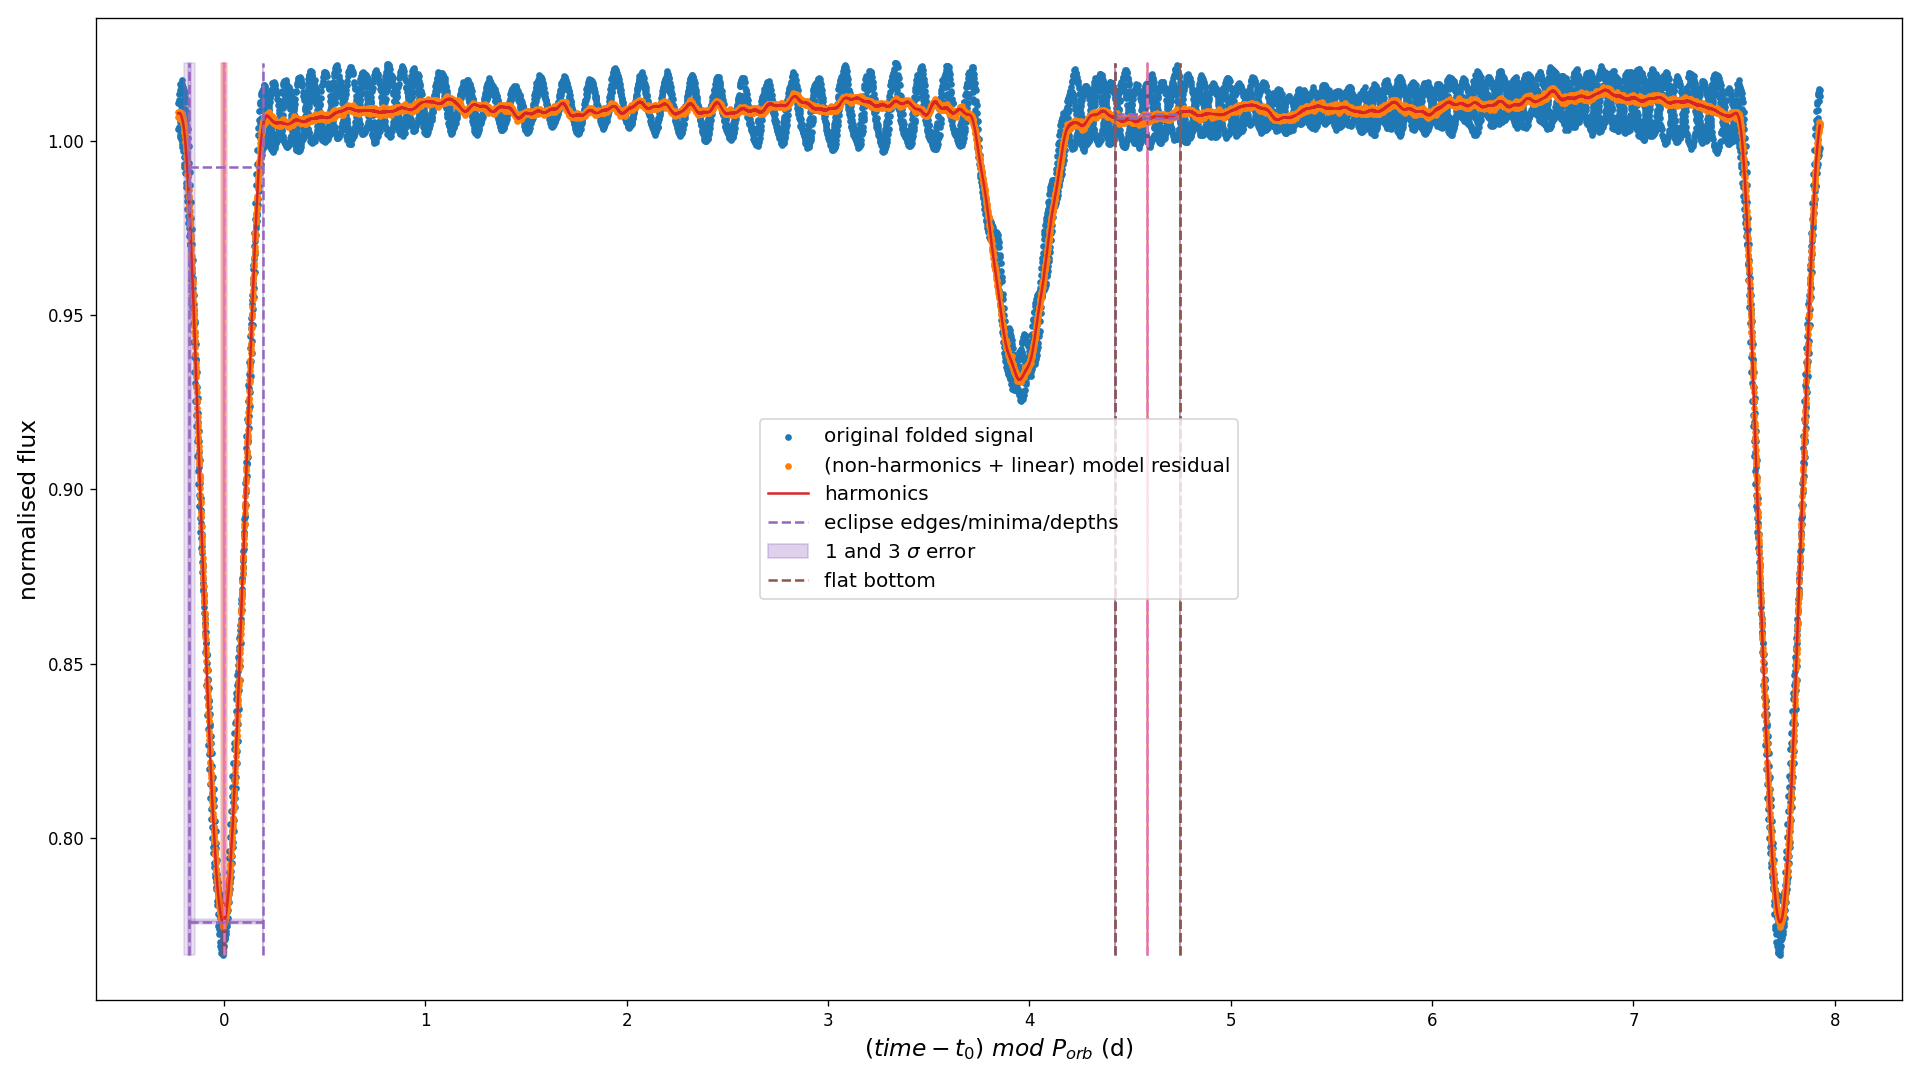 normalised flux
1.00
0.95
0.90
0.85
0.80
original folded signal
(non-harmonics + linear) model residual
harmonics
eclipse edges/minima/depths
1 and 3 σ error
flat bottom
0 1 2 3 4 5 6 7 8
(time − t₀) mod P_orb (d)